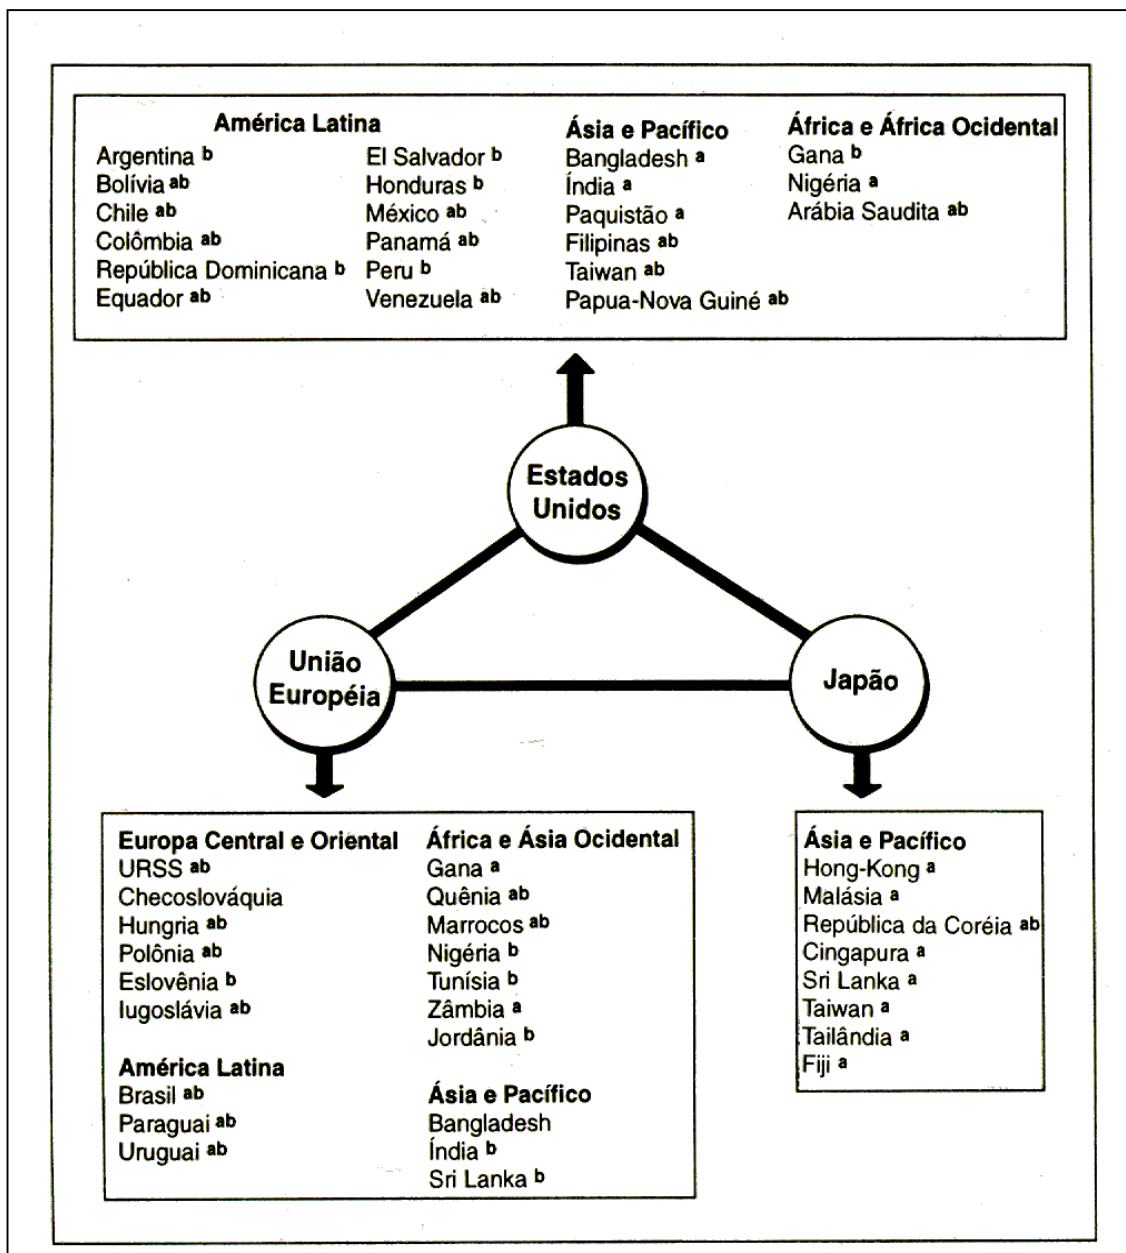 América Latina
Argentina b
Bolívia ab
Chile ab
Colômbia ab
República Dominicana b
Equador ab
El Salvador b
Honduras b
México ab
Panamá ab
Peru b
Venezuela ab
Ásia e Pacífico
Bangladesh a
Índia a
Paquistão a
Filipinas ab
Taiwan ab
Papua-Nova Guiné ab
África e África Ocidental
Gana b
Nigéria a
Arábia Saudita ab
Estados
Unidos
União
Européia
Japão
Europa Central e Oriental
URSS ab
Checoslováquia
Hungria ab
Polônia ab
Eslovênia b
Iugoslávia ab
América Latina
Brasil ab
Paraguai ab
Uruguai ab
África e Ásia Ocidental
Gana a
Quênia ab
Marrocos ab
Nigéria b
Tunísia b
Zâmbia a
Jordânia b
Ásia e Pacífico
Bangladesh
Índia b
Sri Lanka b
Ásia e Pacífico
Hong-Kong a
Malásia a
República da Coréia ab
Cingapura a
Sri Lanka a
Taiwan a
Tailândia a
Fiji a